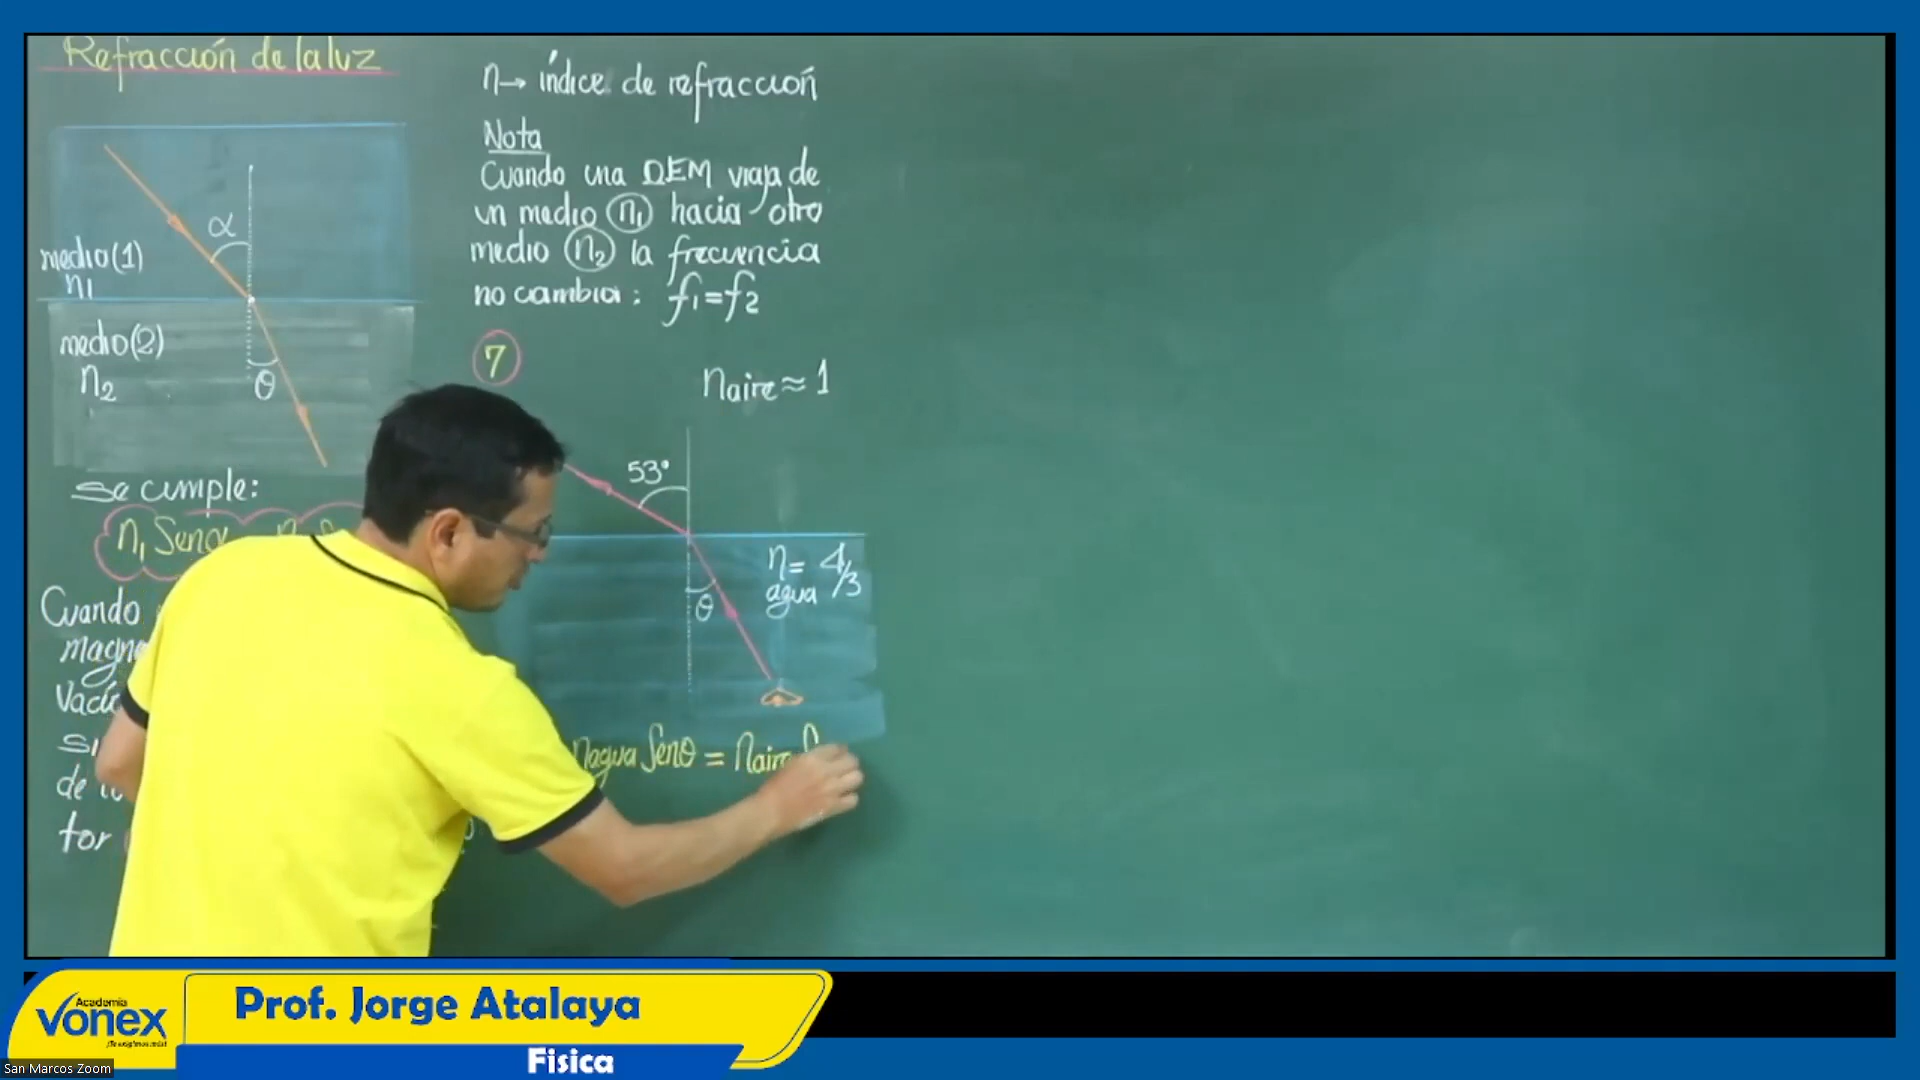 Refracción de la luz
α
medio(1)
n1
medio(2)
n2
θ
se cumple:
n1 Senα
Cuando
Vacío
de
tor
n→ índice de refracción
Nota
Cuando una OEM viaja de
un medio n1 hacia otro
medio n2 la frecuencia
no cambia: f1=f2
7
naire≈1
53°
n= 4/3
agua
θ
nagua Senθ = naire
Academia
vonex
Prof. Jorge Atalaya
Fisica
San Marcos Zoom